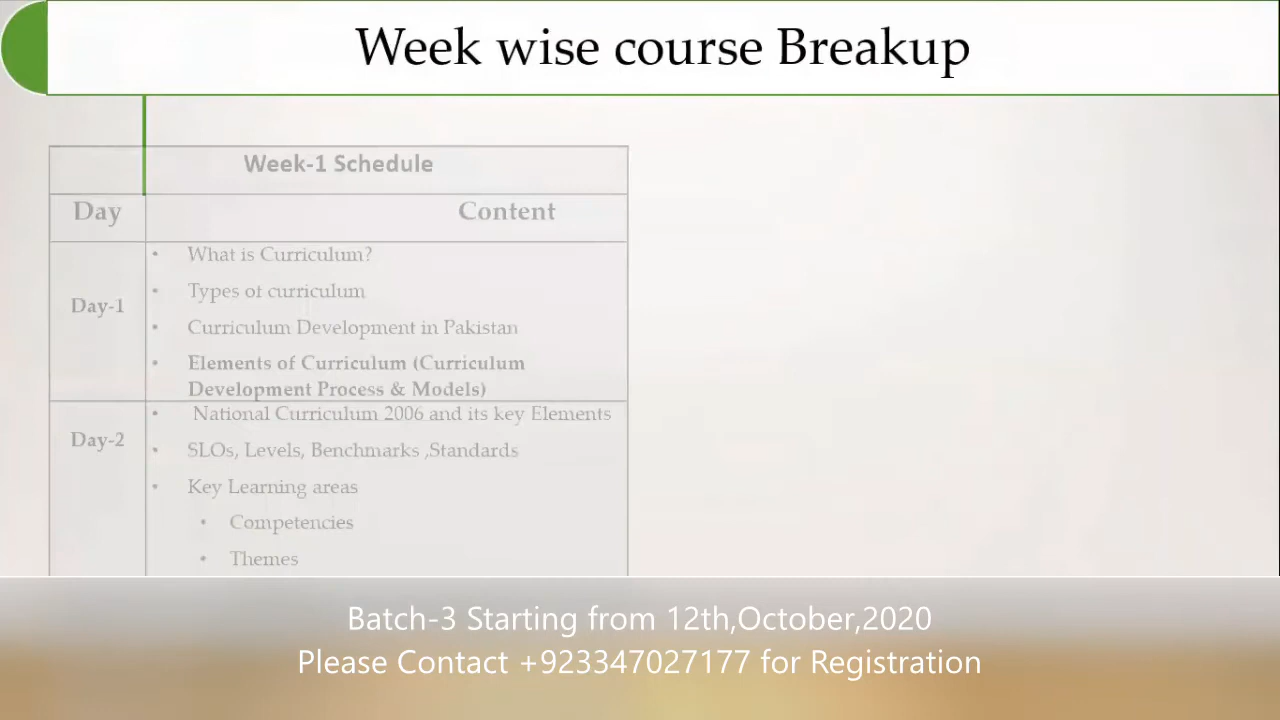 Week wise course Breakup
Week-1 Schedule
Day Content
Day-1
• What is Curriculum?
• Types of curriculum
• Curriculum Development in Pakistan
• Elements of Curriculum (Curriculum
Development Process & Models)
Day-2
• National Curriculum 2006 and its key Elements
• SLOs, Levels, Benchmarks ,Standards
• Key Learning areas
• Competencies
• Themes
Batch-3 Starting from 12th,October,2020
Please Contact +923347027177 for Registration